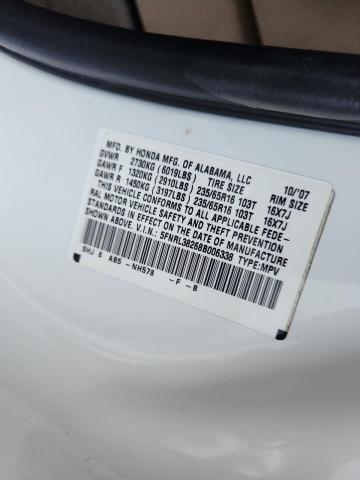 MFD. BY HONDA MFG. OF ALABAMA, LLC 10/'07
GVWR 2730KG (6019LBS) TIRE SIZE RIM SIZE
GAWR F 1320KG (2910LBS) 235/65R16 103T 16X7J
GAWR R 1450KG (3197LBS) 235/65R16 103T 16X7J
THIS VEHICLE CONFORMS TO ALL APPLICABLE FEDE-
RAL MOTOR VEHICLE SAFETY AND THEFT PREVENTION
STANDARDS IN EFFECT ON THE DATE OF MANUFACTURE
SHOWN ABOVE. V.I.N.: 5FNRL38268B006338 TYPE:MPV
SHJ 6 A85 -NH578 -F -B